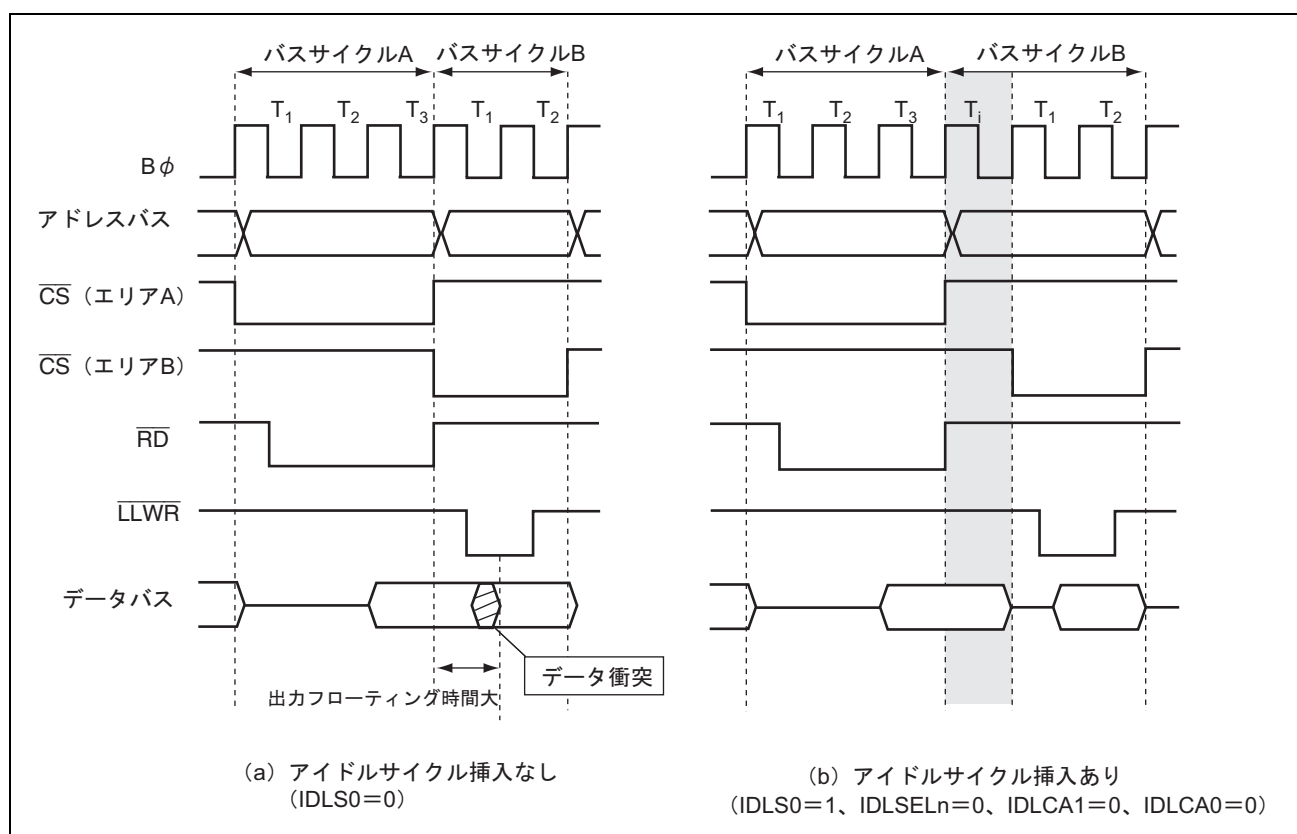 バスサイクルA バスサイクルB
T1 T2 T3 T1 T2
Bφ
アドレスバス
CS（エリアA）
CS（エリアB）
RD
LLWR
データバス
データ衝突
出力フローティング時間大
（a）アイドルサイクル挿入なし
（IDLS0＝0）
バスサイクルA バスサイクルB
T1 T2 T3 Ti T1 T2
（b）アイドルサイクル挿入あり
（IDLS0＝1、IDLSELn＝0、IDLCA1＝0、IDLCA0＝0）